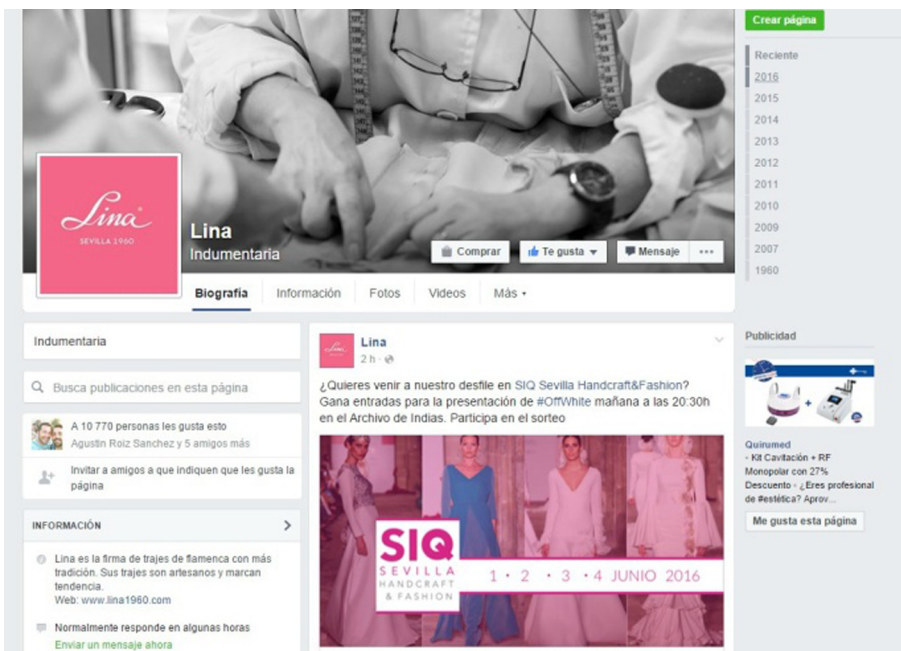 Crear página
Reciente
2016
2015
2014
2013
2012
2011
2010
2009
2007
1960
Lina
SEVILLA 1960
Lina
Indumentaria
Comprar
Te gusta
Mensaje
Biografía
Información
Fotos
Videos
Más
Indumentaria
Busca publicaciones en esta página
A 10 770 personas les gusta esto
Agustin Roiz Sanchez y 5 amigos más
Invitar a amigos a que indiquen que les gusta la
página
INFORMACIÓN
Lina es la firma de trajes de flamenca con más
tradición. Sus trajes son artesanos y marcan
tendencia.
Web: www.lina1960.com
Normalmente responde en algunas horas
Enviar un mensaje ahora
Lina
2 h ·
¿Quieres venir a nuestro desfile en SIQ Sevilla Handcraft&Fashion?
Gana entradas para la presentación de #OffWhite mañana a las 20:30h
en el Archivo de Indias. Participa en el sorteo
SIQ
SEVILLA
HANDCRAFT
& FASHION
1 · 2 · 3 · 4 JUNIO 2016
Publicidad
Quirumed
- Kit Cavitación + RF
Monopolar con 27%
Descuento - ¿Eres profesional
de #estética? Aprov...
Me gusta esta página